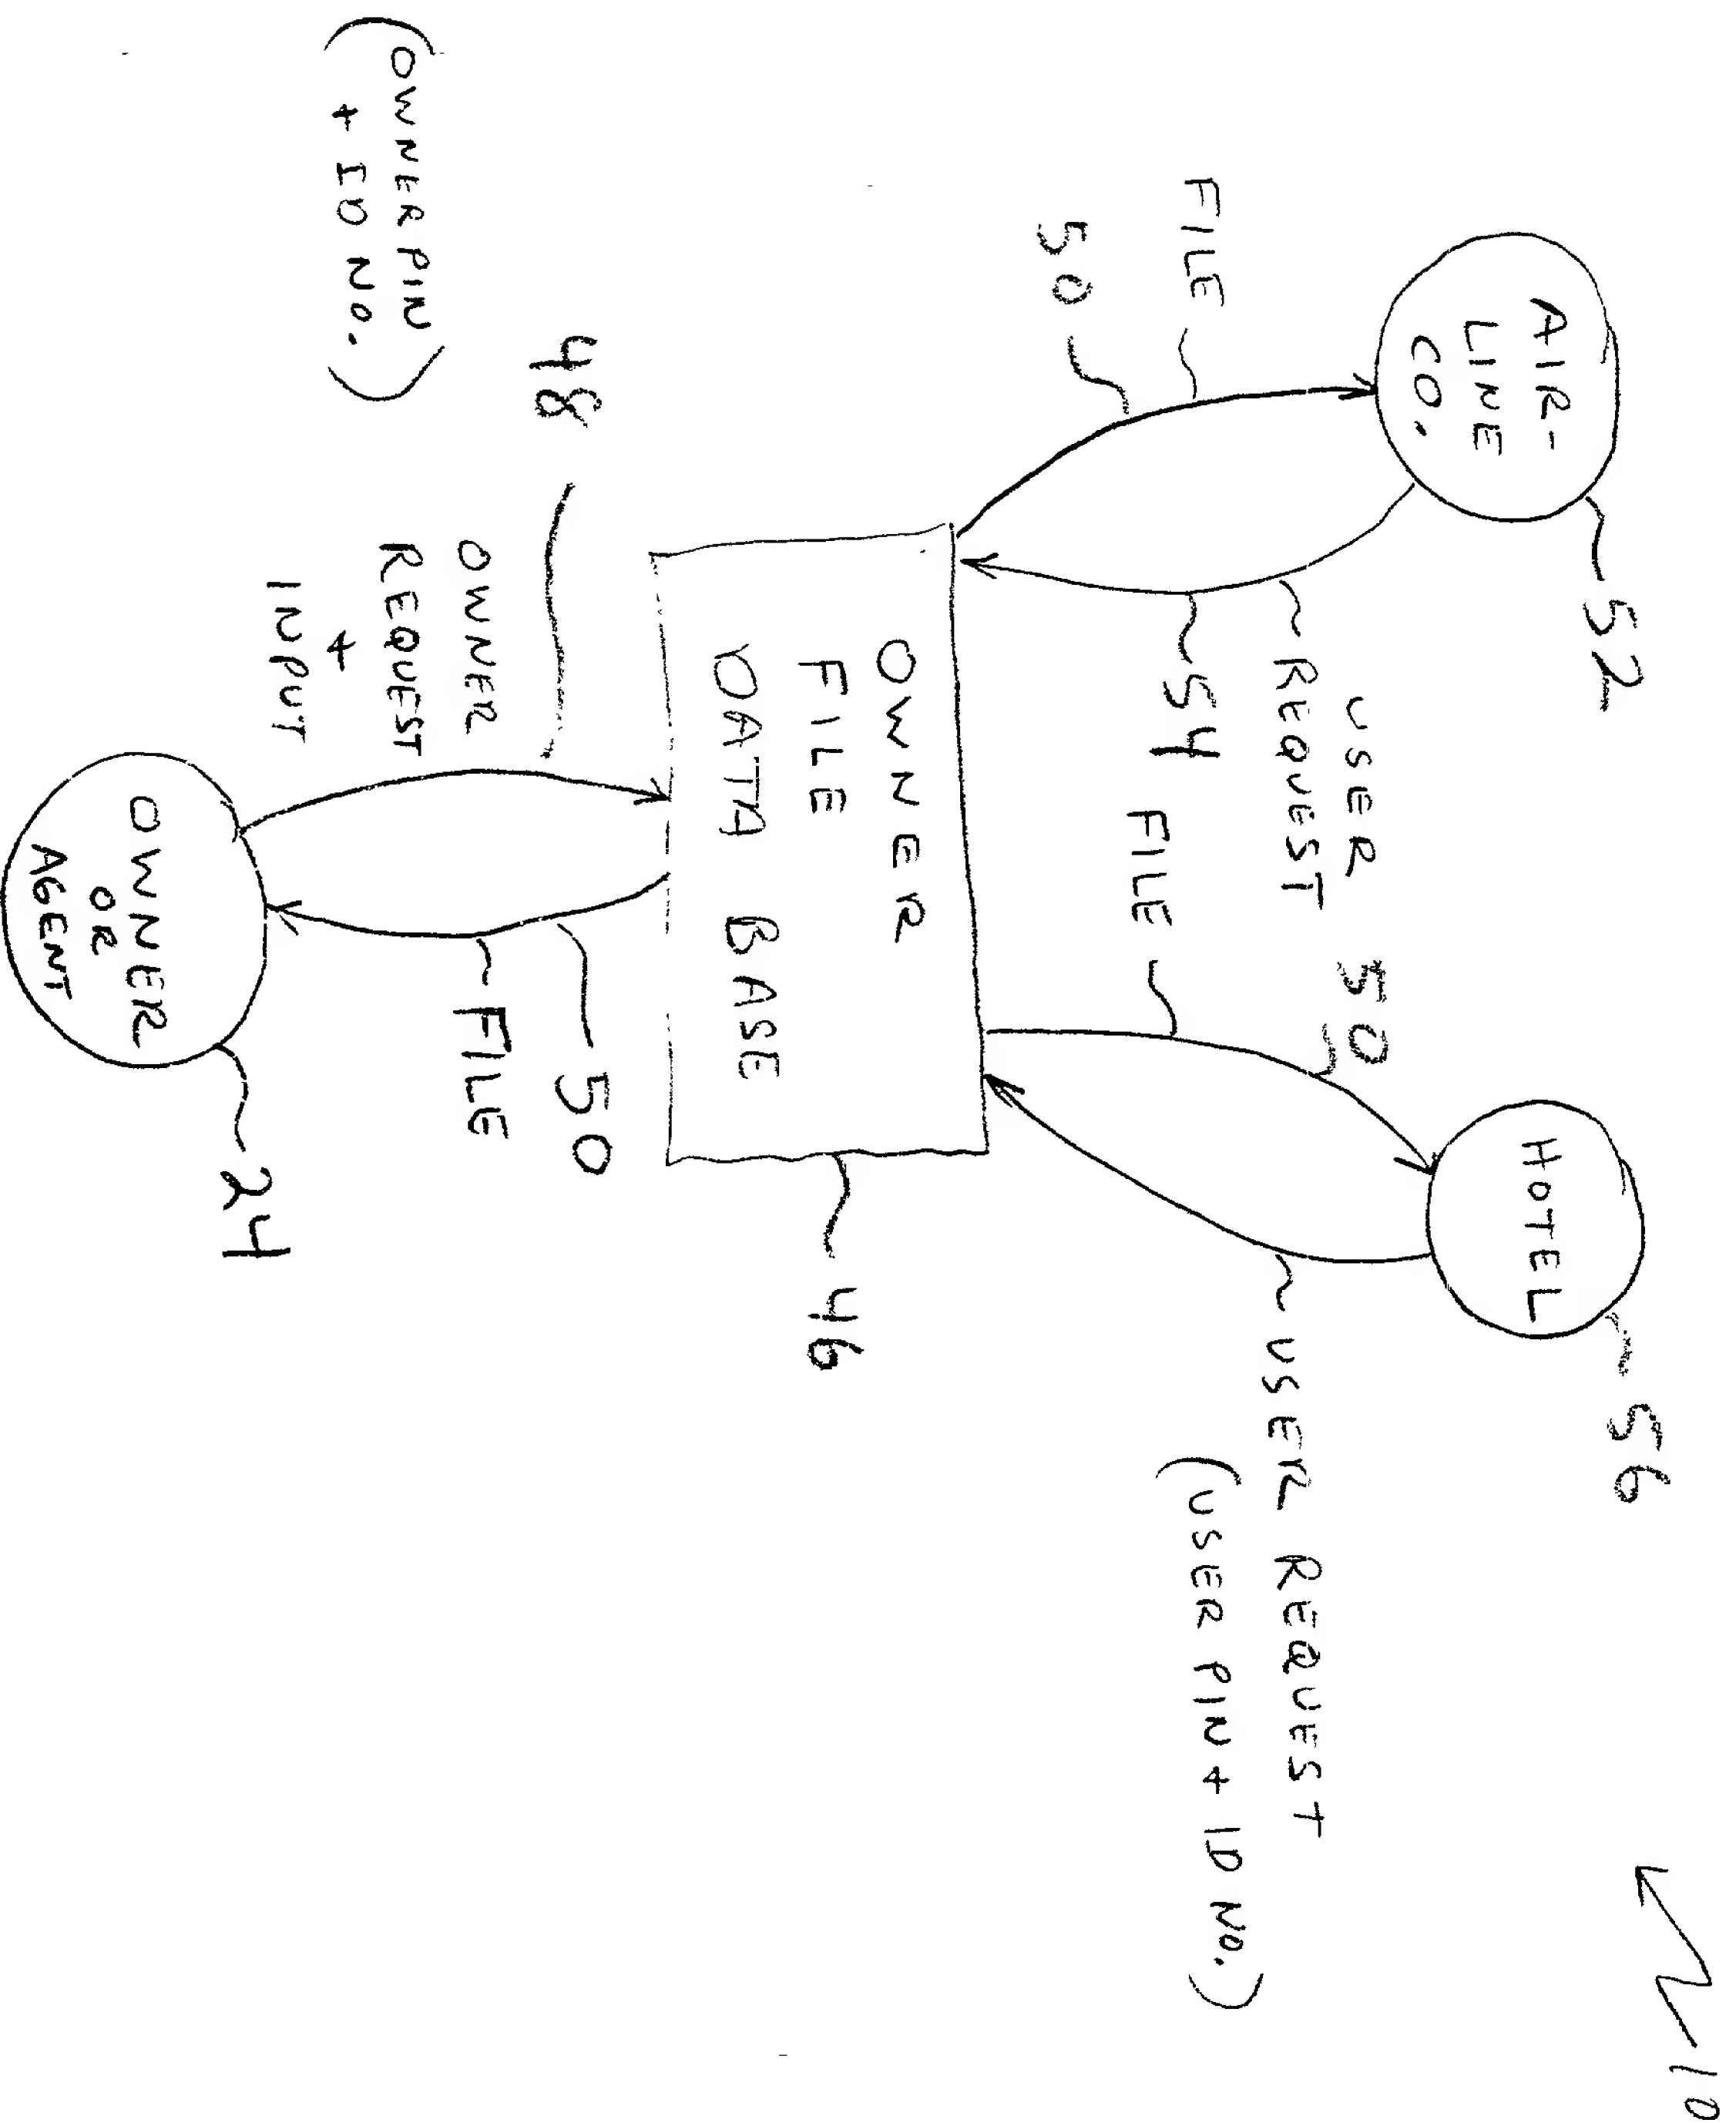 10
AIR-
LINE
CO.
52
HOTEL
56
FILE
50
USER
REQUEST
54
FILE
50
USER REQUEST
(USER PIN + ID NO.)
OWNER
FILE
DATA BASE
46
48
OWNER
REQUEST
+
INPUT
(OWNER PIN
+ ID NO.)
50
FILE
OWNER
OR
AGENT
24